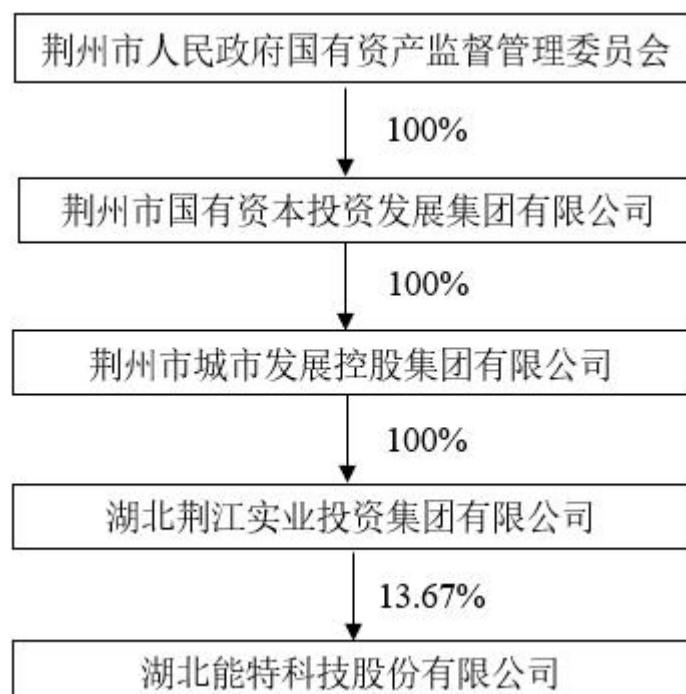 荆州市人民政府国有资产监督管理委员会
100%
荆州市国有资本投资发展集团有限公司
100%
荆州市城市发展控股集团有限公司
100%
湖北荆江实业投资集团有限公司
13.67%
湖北能特科技股份有限公司